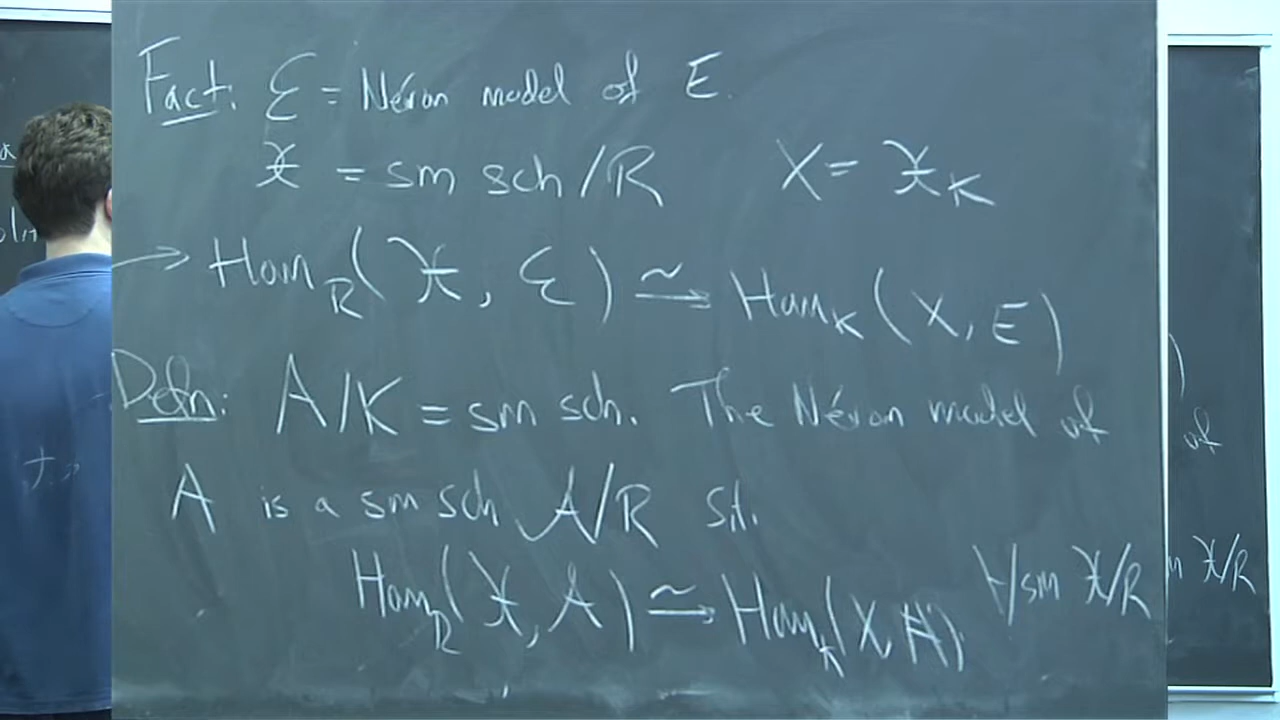 Fact: ℰ = Néron model of E.
𝔛 = sm sch/R X = 𝔛_K
→ Hom_R(𝔛, ℰ) ⥲ Hom_K(X, E)
Defn: A/K = sm sch. The Néron model of
A is a sm sch 𝒜/R s.t.
Hom_R(𝔛, 𝒜) ⥲ Hom_K(X, A) ∀ sm 𝔛/R
) of
𝔛/R